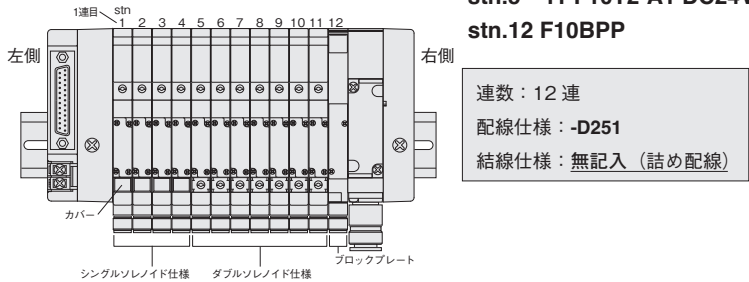 stn.12 F10BPP
1連目 stn
1 2 3 4 5 6 7 8 9 10 11 12
左側
右側
連数：12 連
配線仕様：-D251
結線仕様：無記入（詰め配線）
カバー
シングルソレノイド仕様
ダブルソレノイド仕様
ブロックプレート